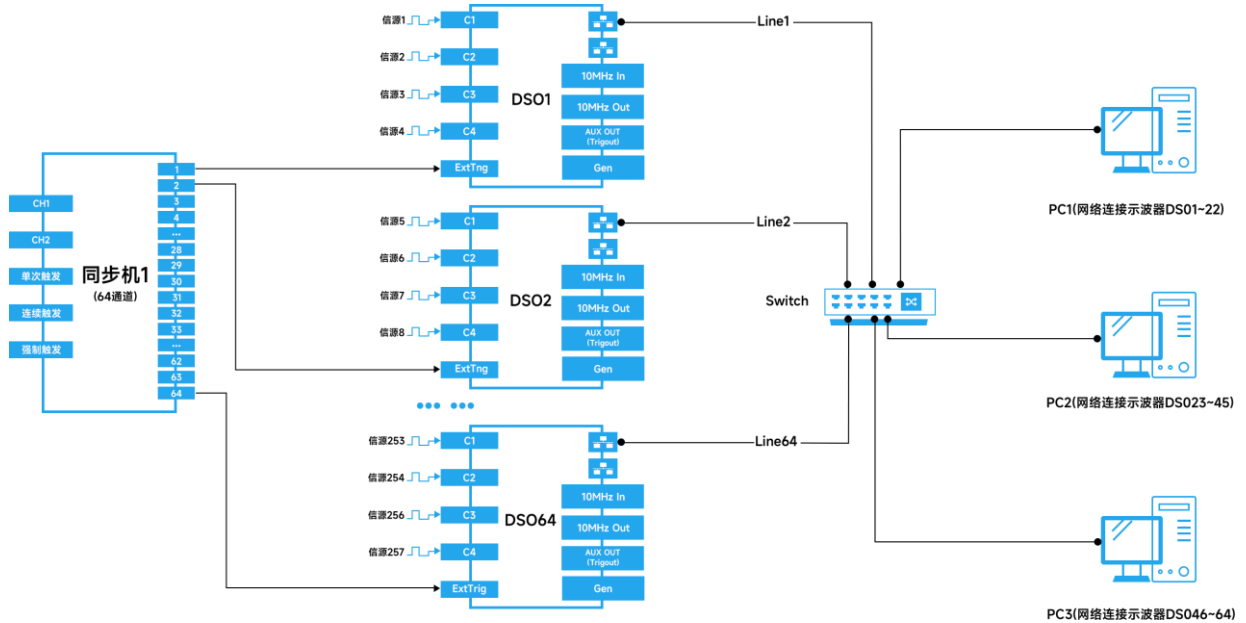 CH1
CH2
单次触发
连续触发
强制触发
同步机1
(64通道)
1
2
3
4
...
28
29
30
31
32
33
...
62
63
64
信源1
C1
信源2
C2
信源3
C3
信源4
C4
ExtTng
DSO1
10MHz In
10MHz Out
AUX OUT
(Trigout)
Gen
Line1
信源5
C1
信源6
C2
信源7
C3
信源8
C4
ExtTng
DSO2
10MHz In
10MHz Out
AUX OUT
(Trigout)
Gen
Line2
信源253
C1
信源254
C2
信源256
C3
信源257
C4
ExtTrig
DSO64
10MHz In
10MHz Out
AUX OUT
(Trigout)
Gen
Line64
Switch
PC1(网络连接示波器DS01~22)
PC2(网络连接示波器DS023~45)
PC3(网络连接示波器DS046~64)